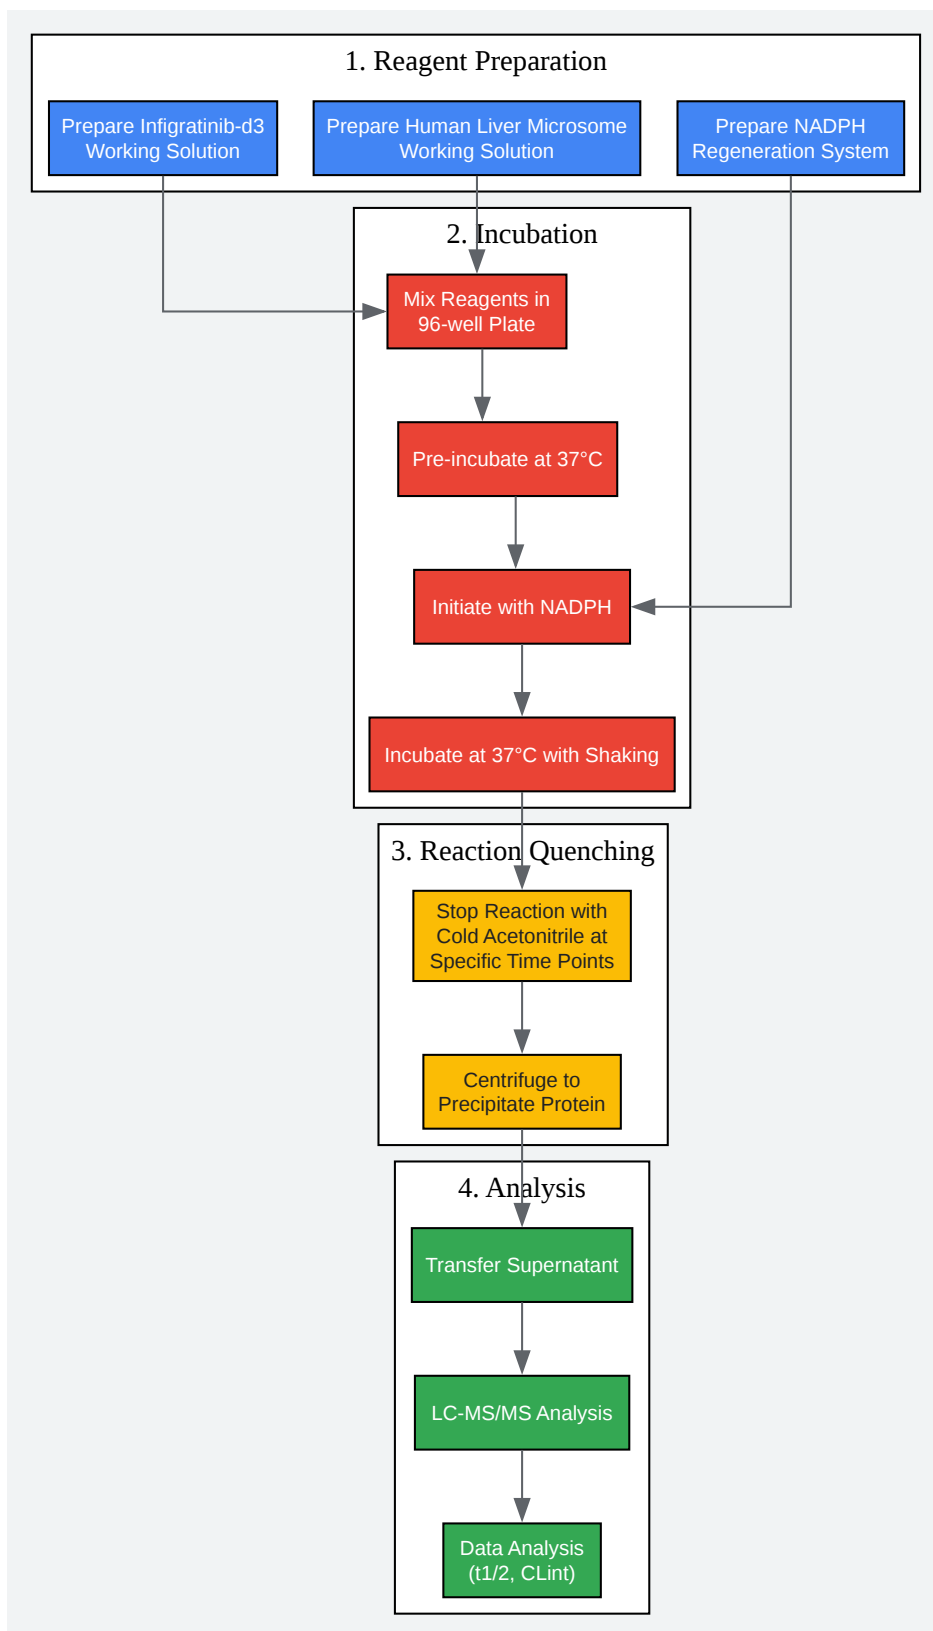 1. Reagent Preparation
Prepare Infigratinib-d3
Working Solution
Prepare Human Liver Microsome
Working Solution
Prepare NADPH
Regeneration System
2. Incubation
Mix Reagents in
96-well Plate
Pre-incubate at 37°C
Initiate with NADPH
Incubate at 37°C with Shaking
3. Reaction Quenching
Stop Reaction with
Cold Acetonitrile at
Specific Time Points
Centrifuge to
Precipitate Protein
4. Analysis
Transfer Supernatant
LC-MS/MS Analysis
Data Analysis
(t1/2, CLint)